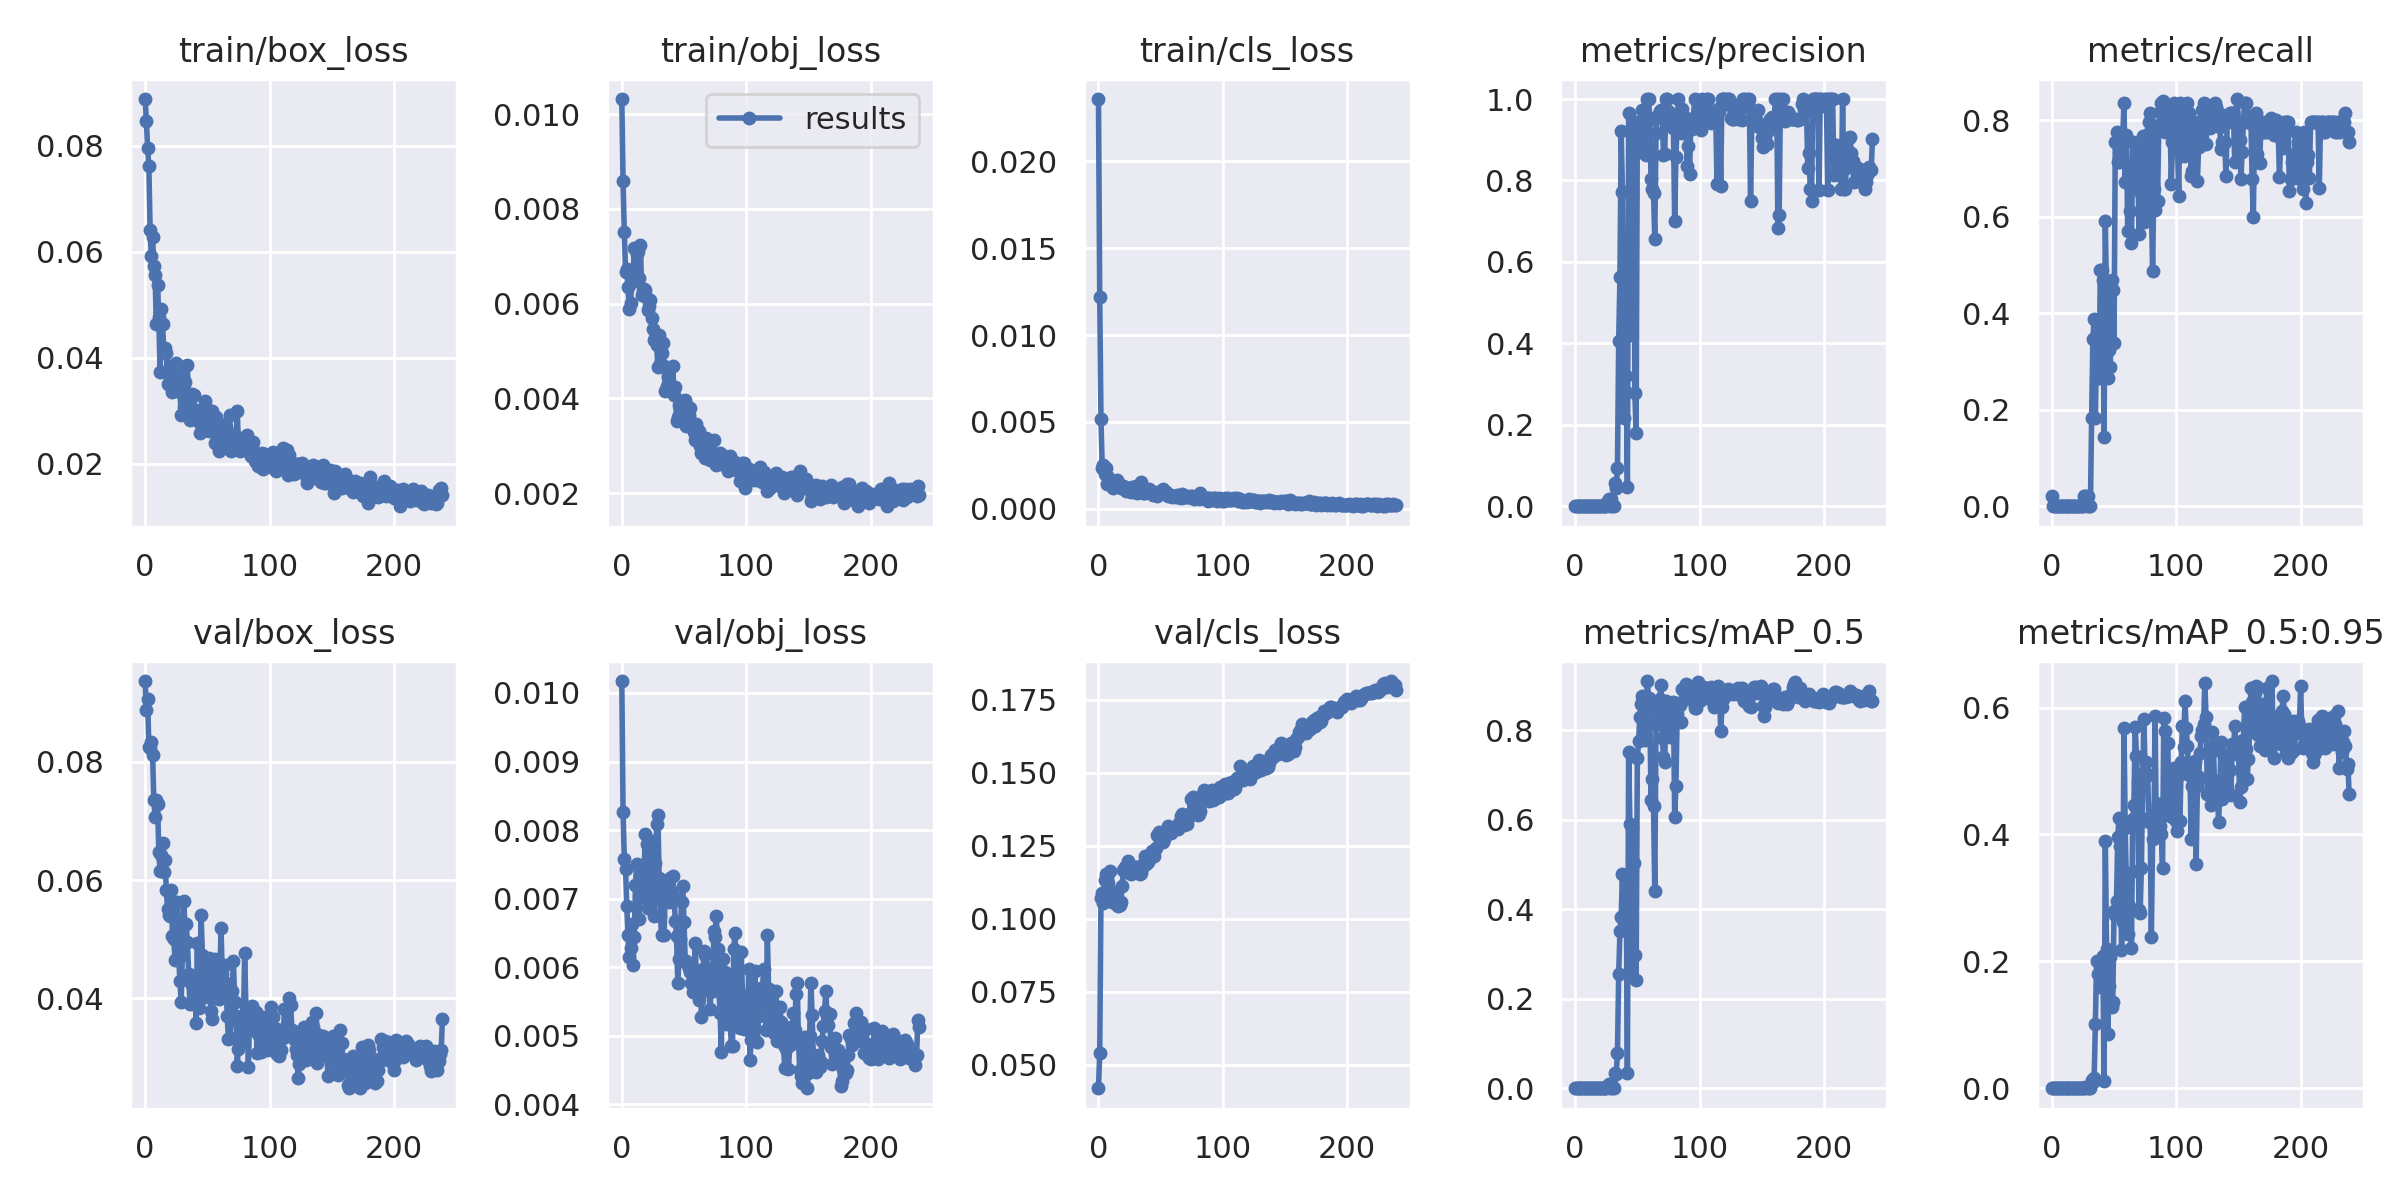 train/box_loss
train/obj_loss
train/cls_loss
metrics/precision
metrics/recall
results
0.08
0.06
0.04
0.02
0 100 200
0.010
0.008
0.006
0.004
0.002
0 100 200
0.020
0.015
0.010
0.005
0.000
0 100 200
1.0
0.8
0.6
0.4
0.2
0.0
0 100 200
0.8
0.6
0.4
0.2
0.0
0 100 200
val/box_loss
val/obj_loss
val/cls_loss
metrics/mAP_0.5
metrics/mAP_0.5:0.95
0.08
0.06
0.04
0 100 200
0.010
0.009
0.008
0.007
0.006
0.005
0.004
0 100 200
0.175
0.150
0.125
0.100
0.075
0.050
0 100 200
0.8
0.6
0.4
0.2
0.0
0 100 200
0.6
0.4
0.2
0.0
0 100 200